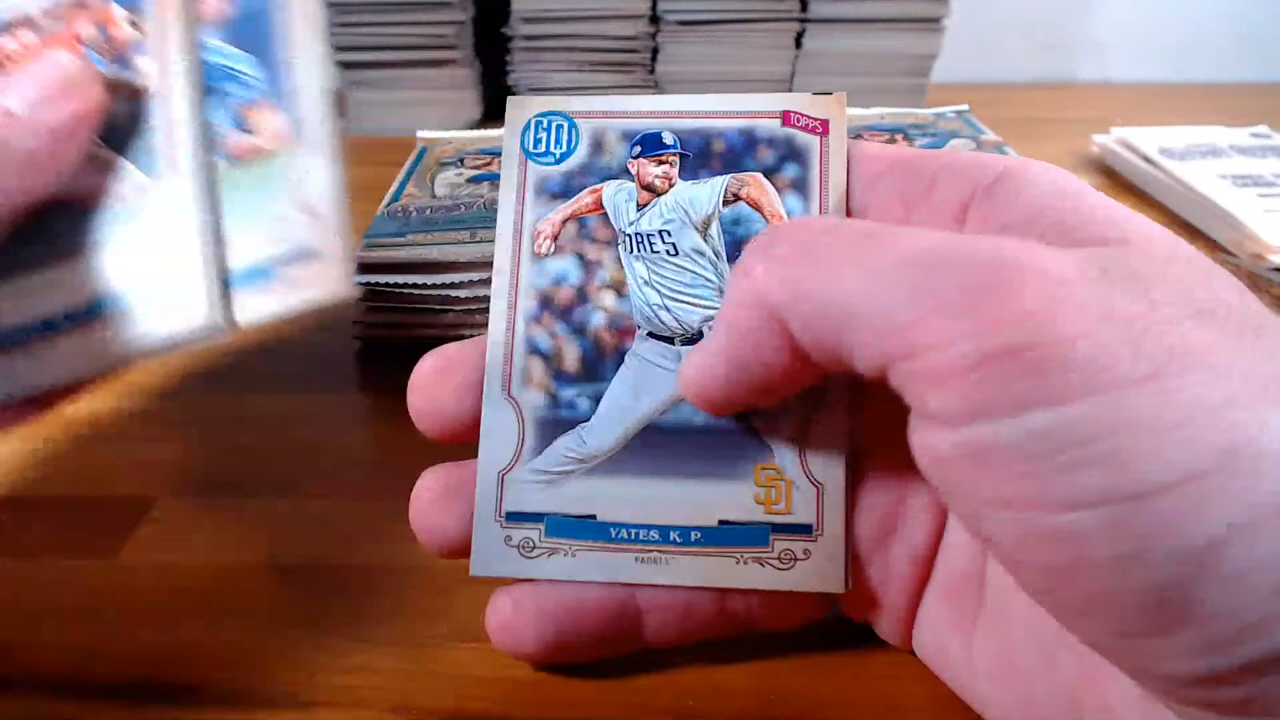 GQ
TOPPS
PADRES
SD
YATES, K. P.
PADRES